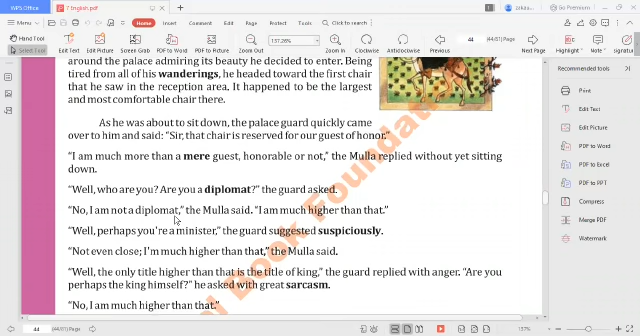 WPS Office
7 English.pdf
Go Premium
Menu
Home
Insert
Comment
Edit
Page
Protect
Tools
Click to search
Hand Tool
Select Tool
Edit Text
Edit Picture
Screen Grab
PDF to Word
PDF to Picture
Zoom Out
157.28%
Zoom In
Rotation
Previous
44
Next Page
Highlight
Note
Recommended tools
Print
Edit Text
PDF to Word
PDF to Excel
PDF to PPT
Compress
Merge PDF
Watermark
around the palace admiring its beauty he decided to enter. Being
tired from all of his wanderings, he headed toward the first chair
that he saw in the reception area. It happened to be the largest
and most comfortable chair there.
As he was about to sit down, the palace guard quickly came
over to him and said: “Sir, that chair is reserved for our guest of honor.”
“I am much more than a mere guest, honorable or not,” the Mulla replied without yet sitting
down.
“Well, who are you? Are you a diplomat?” the guard asked.
“No, I am not a diplomat,” the Mulla said. “I am much higher than that.”
“Well, perhaps you're a minister,” the guard suggested suspiciously.
“Not even close; I'm much higher than that,” the Mulla said.
“Well, the only title higher than that is the title of king,” the guard replied with anger. “Are you
perhaps the king himself?” he asked with great sarcasm.
“No, I am much higher than that.”
Book Foundat
44
(44/81)
157%